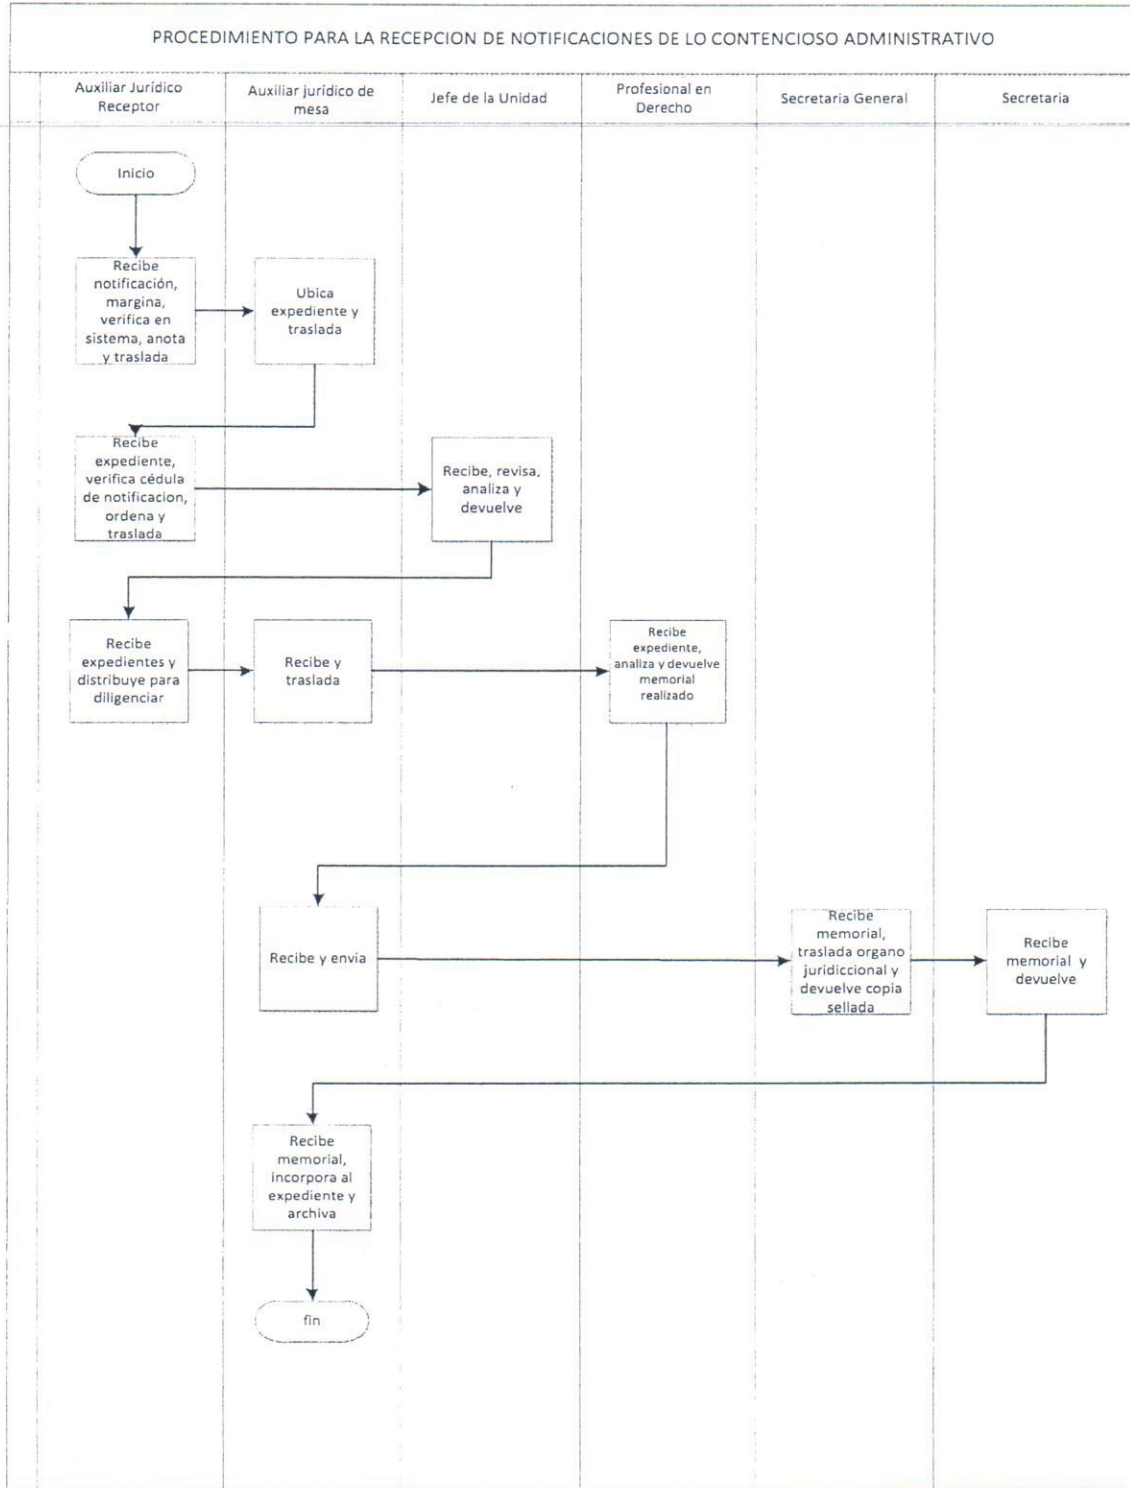 PROCEDIMIENTO PARA LA RECEPCION DE NOTIFICACIONES DE LO CONTENCIOSO ADMINISTRATIVO
Auxiliar Jurídico
Receptor
Auxiliar jurídico de
mesa
Jefe de la Unidad
Profesional en
Derecho
Secretaria General
Secretaria
Inicio
Recibe
notificación,
margina,
verifica en
sistema, anota
y traslada
Ubica
expediente y
traslada
Recibe
expediente,
verifica cédula
de notificacion,
ordena y
traslada
Recibe, revisa,
analiza y
devuelve
Recibe
expedientes y
distribuye para
diligenciar
Recibe y
traslada
Recibe
expediente,
analiza y devuelve
memorial
realizado
Recibe y envia
Recibe
memorial,
traslada organo
juridiccional y
devuelve copia
sellada
Recibe
memorial y
devuelve
Recibe
memorial,
incorpora al
expediente y
archiva
fin